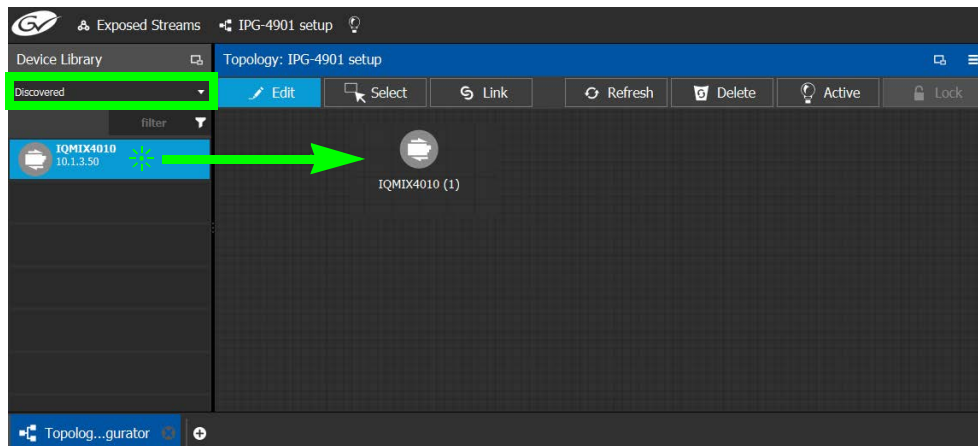 GV Exposed Streams IPG-4901 setup
Device Library
Topology: IPG-4901 setup
Discovered
Edit Select Link Refresh Delete Active Lock
filter
IQMIX4010
10.1.3.50
IQMIX4010 (1)
Topolog...gurator